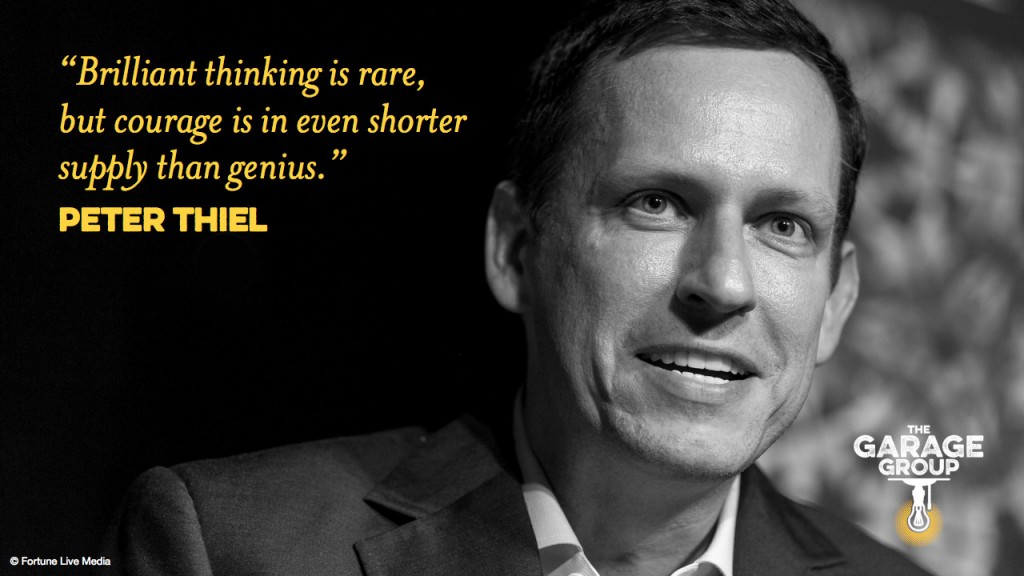 “Brilliant thinking is rare,
but courage is in even shorter
supply than genius.”
PETER THIEL
THE
GARAGE
GROUP
© Fortune Live Media